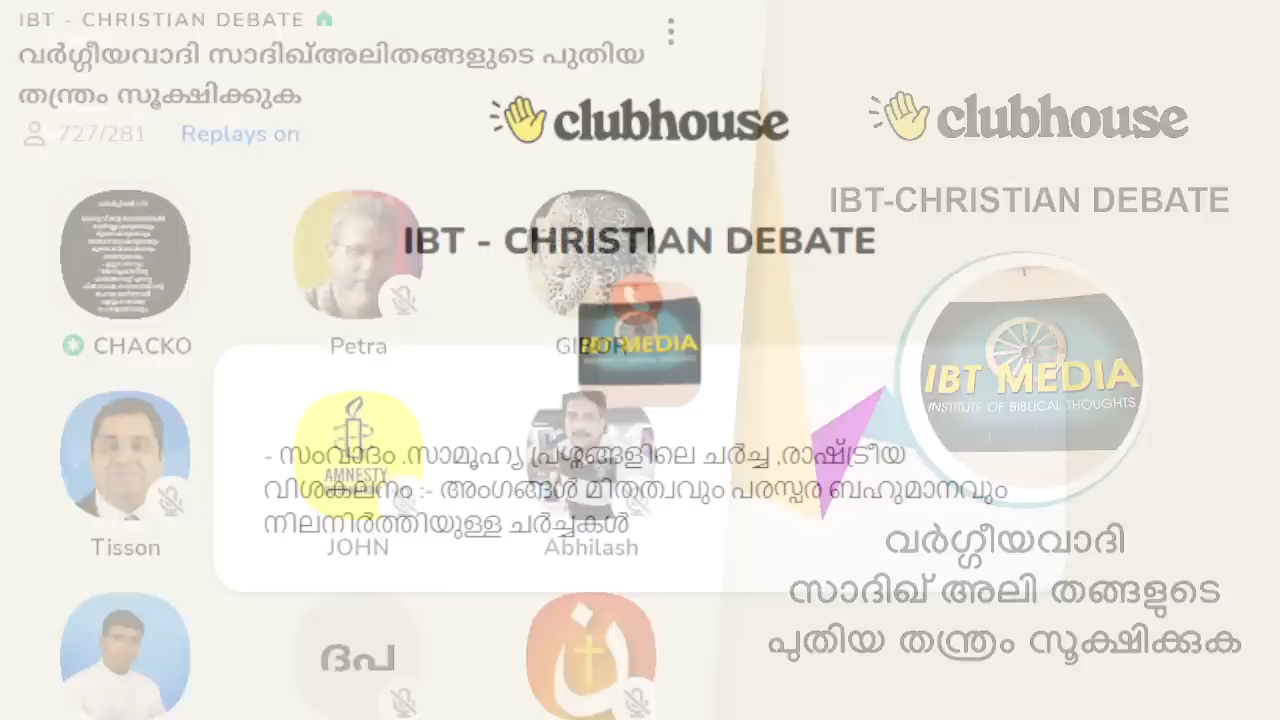 IBT - CHRISTIAN DEBATE
വർഗ്ഗീയവാദി സാദിഖ്അലിതങ്ങളുടെ പുതിയ
തന്ത്രം സൂക്ഷിക്കുക
727/281 Replays on
clubhouse
IBT - CHRISTIAN DEBATE
CHACKO
Petra
IBT MEDIA
Tisson
AMNESTY
JOHN
Abhilash
- സംവാദം .സാമൂഹ്യ പ്രശ്നങ്ങളിലെ ചർച്ച ,രാഷ്ട്രീയ
വിശകലനം :- അംഗങ്ങൾ മിതത്വവും പരസ്പര ബഹുമാനവും
നിലനിർത്തിയുള്ള ചർച്ചകൾ
ദപ
clubhouse
IBT-CHRISTIAN DEBATE
IBT MEDIA
INSTITUTE OF BIBLICAL THOUGHTS
വർഗ്ഗീയവാദി
സാദിഖ് അലി തങ്ങളുടെ
പുതിയ തന്ത്രം സൂക്ഷിക്കുക